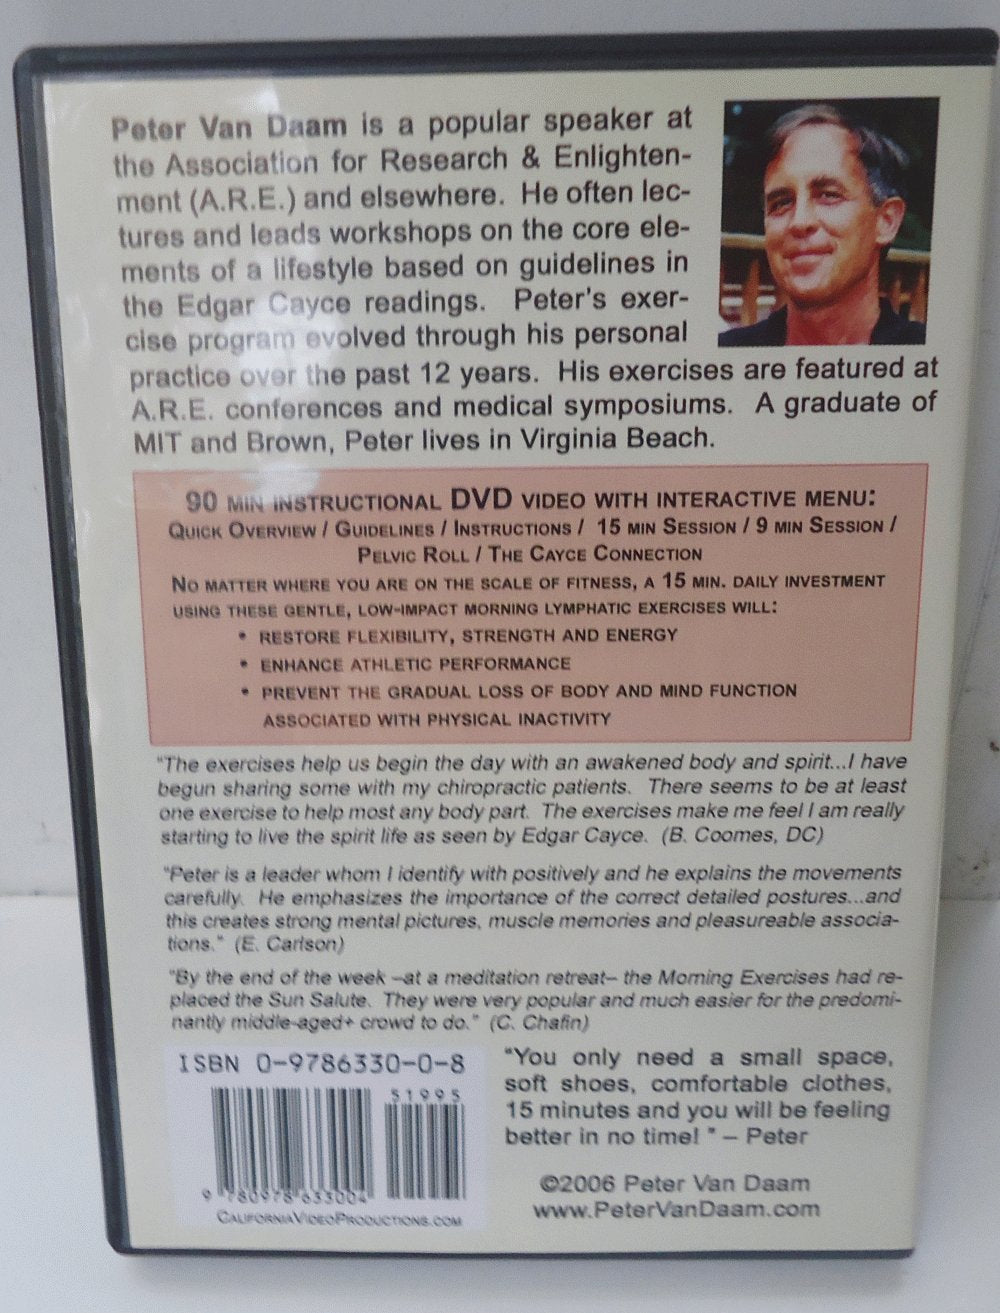 Peter Van Daam is a popular speaker at
the Association for Research & Enlighten-
ment (A.R.E.) and elsewhere. He often lec-
tures and leads workshops on the core ele-
ments of a lifestyle based on guidelines in
the Edgar Cayce readings. Peter's exer-
cise program evolved through his personal
practice over the past 12 years. His exercises are featured at
A.R.E. conferences and medical symposiums. A graduate of
MIT and Brown, Peter lives in Virginia Beach.
90 MIN INSTRUCTIONAL DVD VIDEO WITH INTERACTIVE MENU:
QUICK OVERVIEW / GUIDELINES / INSTRUCTIONS / 15 MIN SESSION / 9 MIN SESSION /
PELVIC ROLL / THE CAYCE CONNECTION
NO MATTER WHERE YOU ARE ON THE SCALE OF FITNESS, A 15 MIN. DAILY INVESTMENT
USING THESE GENTLE, LOW-IMPACT MORNING LYMPHATIC EXERCISES WILL:
• RESTORE FLEXIBILITY, STRENGTH AND ENERGY
• ENHANCE ATHLETIC PERFORMANCE
• PREVENT THE GRADUAL LOSS OF BODY AND MIND FUNCTION
ASSOCIATED WITH PHYSICAL INACTIVITY
"The exercises help us begin the day with an awakened body and spirit...I have
begun sharing some with my chiropractic patients. There seems to be at least
one exercise to help most any body part. The exercises make me feel I am really
starting to live the spirit life as seen by Edgar Cayce. (B. Coomes, DC)
"Peter is a leader whom I identify with positively and he explains the movements
carefully. He emphasizes the importance of the correct detailed postures...and
this creates strong mental pictures, muscle memories and pleasureable associa-
tions." (E. Carlson)
"By the end of the week –at a meditation retreat– the Morning Exercises had re-
placed the Sun Salute. They were very popular and much easier for the predomi-
nantly middle-aged+ crowd to do." (C. Chafin)
ISBN 0-9786330-0-8
51995
9 780978 633004
CALIFORNIAVIDEOPRODUCTIONS.COM
"You only need a small space,
soft shoes, comfortable clothes,
15 minutes and you will be feeling
better in no time! " – Peter
©2006 Peter Van Daam
www.PeterVanDaam.com